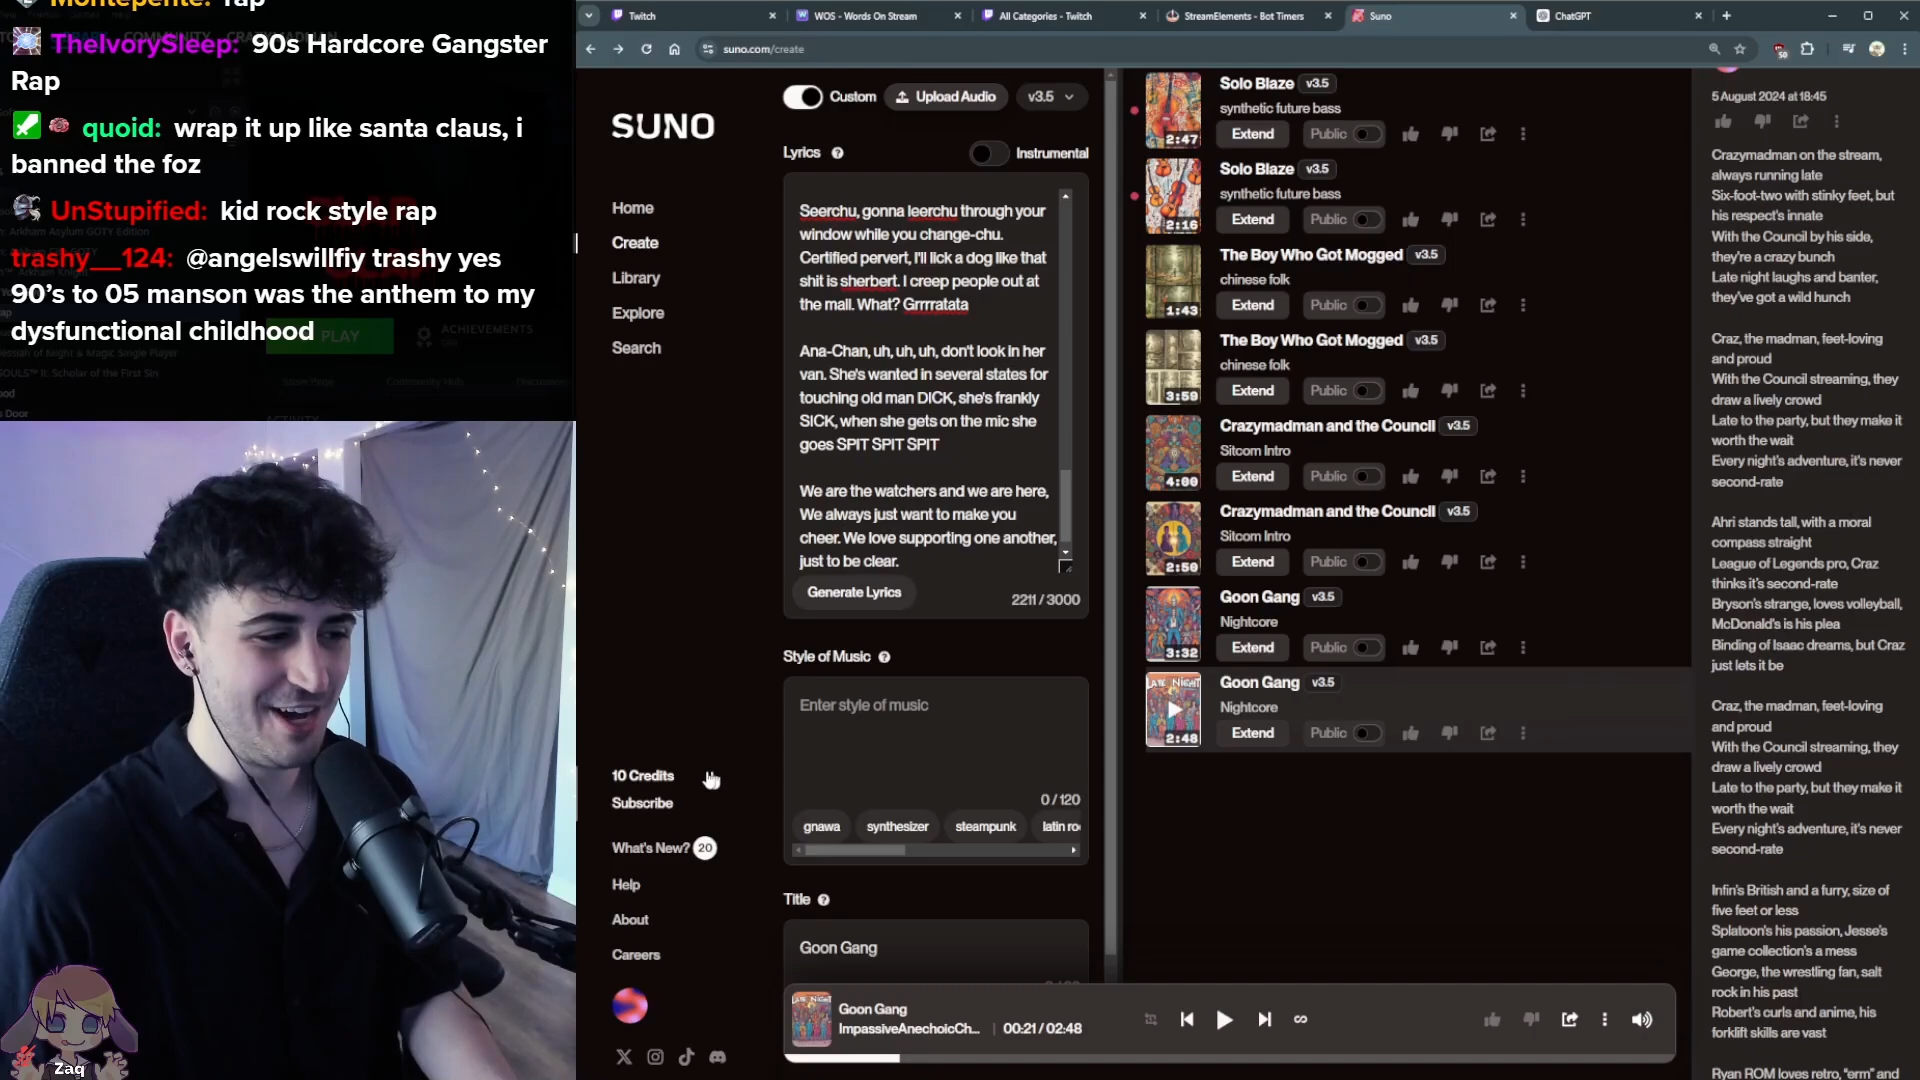 Montepente: rap
TheIvorySleep: 90s Hardcore Gangster
Rap
quoid: wrap it up like santa claus, i
banned the foz
UnStupified: kid rock style rap
trashy__124: @angelswillfiy trashy yes
90's to 05 manson was the anthem to my
dysfunctional childhood
PLAY
ACHIEVEMENTS
Zaq
Twitch
WOS - Words On Stream
All Categories - Twitch
StreamElements - Bot Timers
Suno
ChatGPT
suno.com/create
50
SUNO
Home
Create
Library
Explore
Search
10 Credits
Subscribe
What's New? 20
Help
About
Careers
Custom
Upload Audio
v3.5
Lyrics
Instrumental
Seerchu, gonna leerchu through your
window while you change-chu.
Certified pervert, I'll lick a dog like that
shit is sherbert. I creep people out at
the mall. What? Grrrratata
Ana-Chan, uh, uh, uh, don't look in her
van. She's wanted in several states for
touching old man DICK, she's frankly
SICK, when she gets on the mic she
goes SPIT SPIT SPIT
We are the watchers and we are here,
We always just want to make you
cheer. We love supporting one another,
just to be clear.
Generate Lyrics
2211 / 3000
Style of Music
Enter style of music
0 / 120
gnawa
synthesizer
steampunk
latin ro
Title
Goon Gang
Solo Blaze v3.5
synthetic future bass
2:47
Extend
Public
Solo Blaze v3.5
synthetic future bass
2:16
Extend
Public
The Boy Who Got Mogged v3.5
chinese folk
1:43
Extend
Public
The Boy Who Got Mogged v3.5
chinese folk
3:59
Extend
Public
Crazymadman and the Council v3.5
Sitcom Intro
4:00
Extend
Public
Crazymadman and the Council v3.5
Sitcom Intro
2:59
Extend
Public
Goon Gang v3.5
Nightcore
3:32
Extend
Public
Goon Gang v3.5
Nightcore
LATE NIGHT
2:48
Extend
Public
Goon Gang
ImpassiveAnechoicCh...
00:21 / 02:48
5 August 2024 at 18:45
Crazymadman on the stream,
always running late
Six-foot-two with stinky feet, but
his respect's innate
With the Council by his side,
they're a crazy bunch
Late night laughs and banter,
they've got a wild hunch
Craz, the madman, feet-loving
and proud
With the Council streaming, they
draw a lively crowd
Late to the party, but they make it
worth the wait
Every night's adventure, it's never
second-rate
Ahri stands tall, with a moral
compass straight
League of Legends pro, Craz
thinks it's second-rate
Bryson's strange, loves volleyball,
McDonald's is his plea
Binding of Isaac dreams, but Craz
just lets it be
Craz, the madman, feet-loving
and proud
With the Council streaming, they
draw a lively crowd
Late to the party, but they make it
worth the wait
Every night's adventure, it's never
second-rate
Infin's British and a furry, size of
five feet or less
Splatoon's his passion, Jesse's
game collection's a mess
George, the wrestling fan, salt
rock in his past
Robert's curls and anime, his
forklift skills are vast
Ryan ROM loves retro, "erm" and